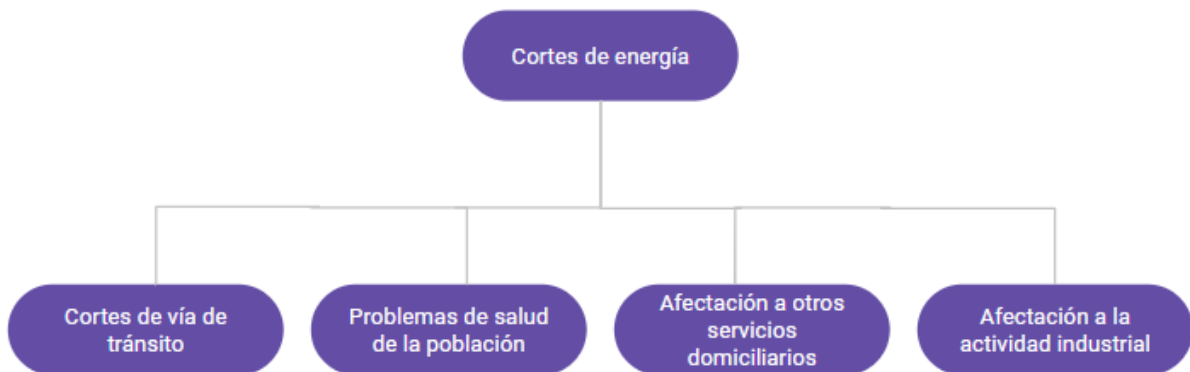 Cortes de energía
Cortes de vía de
tránsito
Problemas de salud
de la población
Afectación a otros
servicios
domiciliarios
Afectación a la
actividad industrial